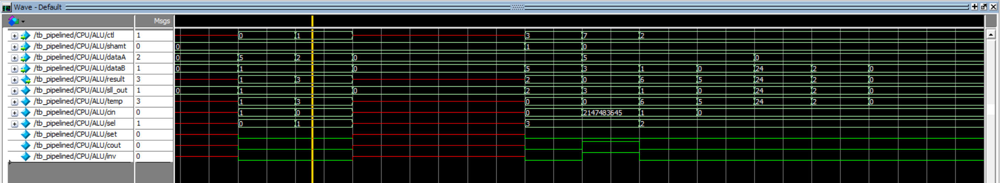 Wave - Default
Msgs
/tb_pipelined/CPU/ALU/ctl 1 0 1 3 7 2
/tb_pipelined/CPU/ALU/shamt 0 0 1 0
/tb_pipelined/CPU/ALU/dataA 2 0 5 2 0 5 0
/tb_pipelined/CPU/ALU/dataB 1 0 1 0 5 3 1 0 24 2 0
/tb_pipelined/CPU/ALU/result 3 1 3 2 0 6 5 24 2 0
/tb_pipelined/CPU/ALU/sll_out 1 0 1 0 2 3 1 0 24 2 0
/tb_pipelined/CPU/ALU/temp 3 1 3 0 0 6 5 24 2 0
/tb_pipelined/CPU/ALU/cin 0 1 0 0 2147483645 1 0
/tb_pipelined/CPU/ALU/sel 1 0 1 3 2
/tb_pipelined/CPU/ALU/set 0
/tb_pipelined/CPU/ALU/cout 0
/tb_pipelined/CPU/ALU/inv 0